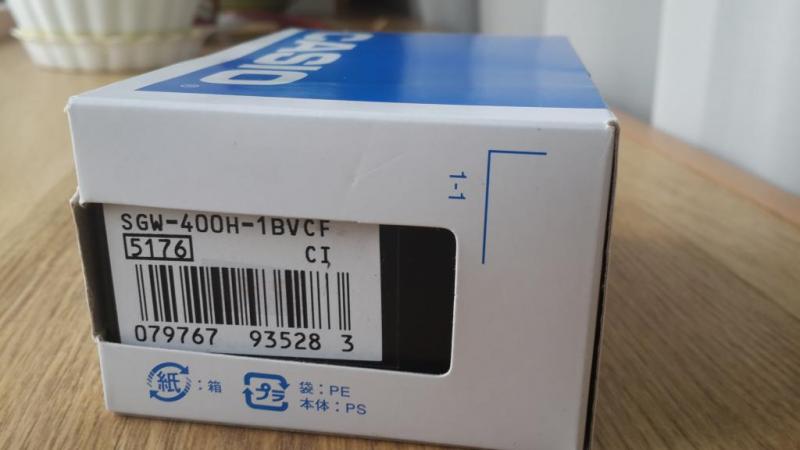 CASIO
®
1-1
SGW-400H-1BVCF
5176 CI
079767 93528 3
紙 : 箱
プラ 袋 : PE
本体 : PS